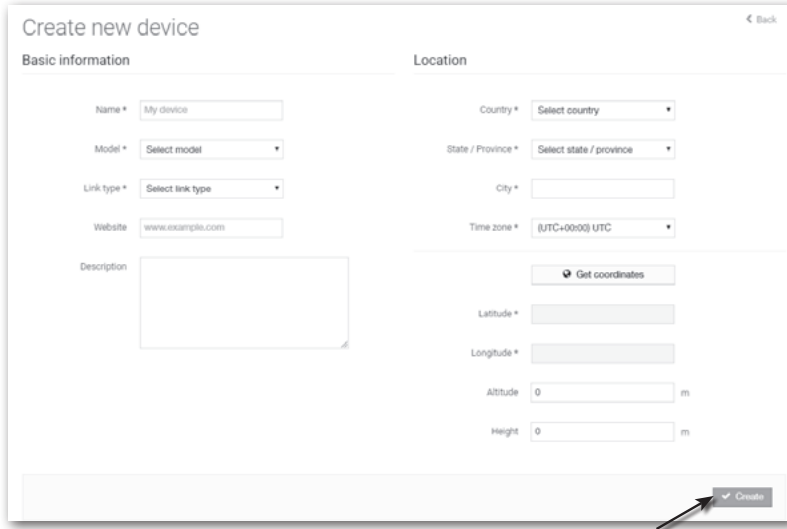 Create new device
Back
Basic information
Name *
My device
Model *
Select model
Link type *
Select link type
Website
www.example.com
Description
Location
Country *
Select country
State / Province *
Select state / province
City *
Time zone *
(UTC+00:00) UTC
Get coordinates
Latitude *
Longitude *
Altitude
0
m
Height
0
m
Create